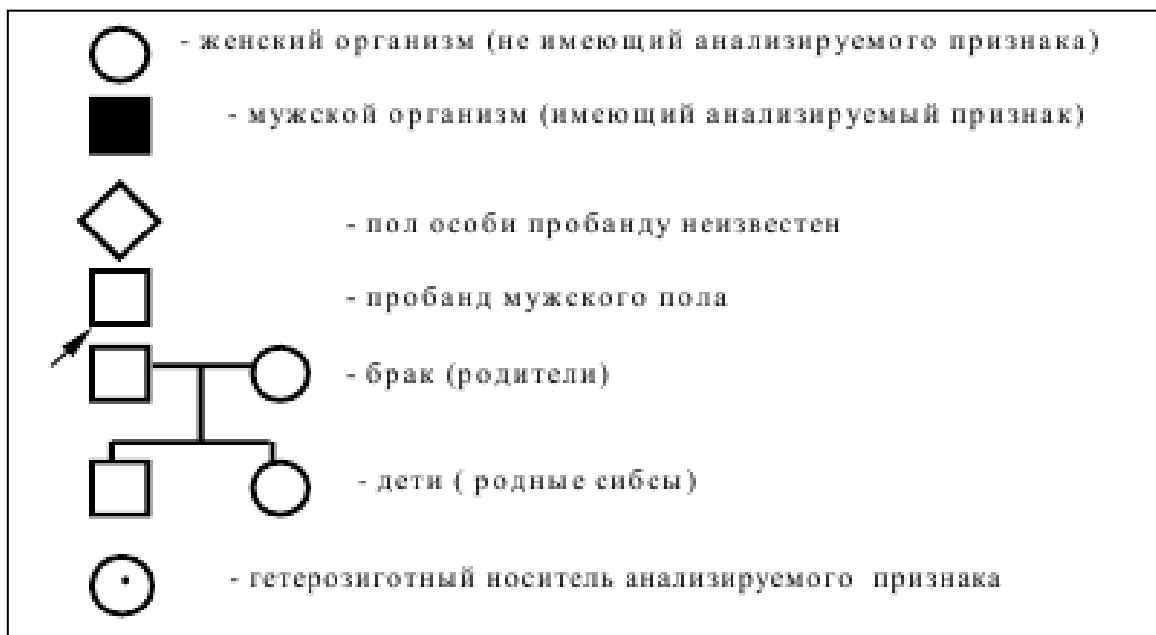 - женский организм (не имеющий анализируемого признака)
- мужской организм (имеющий анализируемый признак)
- пол особи пробанду неизвестен
- пробанд мужского пола
- брак (родители)
- дети ( родные сибсы)
- гетерозиготный носитель анализируемого признака